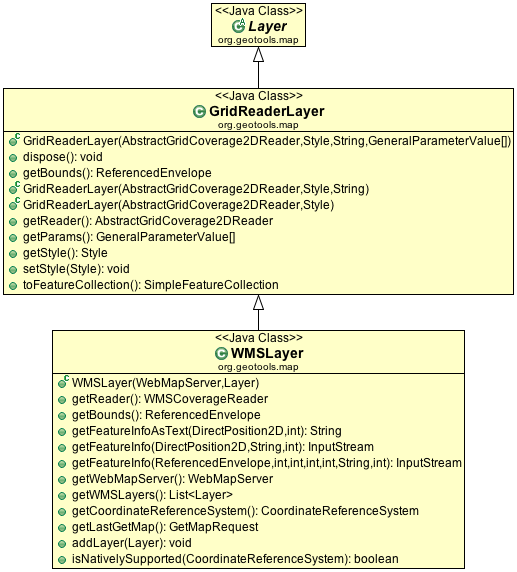 <<Java Class>>
Layer
org.geotools.map
<<Java Class>>
GridReaderLayer
org.geotools.map
GridReaderLayer(AbstractGridCoverage2DReader,Style,String,GeneralParameterValue[])
dispose(): void
getBounds(): ReferencedEnvelope
GridReaderLayer(AbstractGridCoverage2DReader,Style,String)
GridReaderLayer(AbstractGridCoverage2DReader,Style)
getReader(): AbstractGridCoverage2DReader
getParams(): GeneralParameterValue[]
getStyle(): Style
setStyle(Style): void
toFeatureCollection(): SimpleFeatureCollection
<<Java Class>>
WMSLayer
org.geotools.map
WMSLayer(WebMapServer,Layer)
getReader(): WMSCoverageReader
getBounds(): ReferencedEnvelope
getFeatureInfoAsText(DirectPosition2D,int): String
getFeatureInfo(DirectPosition2D,String,int): InputStream
getFeatureInfo(ReferencedEnvelope,int,int,int,int,String,int): InputStream
getWebMapServer(): WebMapServer
getWMSLayers(): List<Layer>
getCoordinateReferenceSystem(): CoordinateReferenceSystem
getLastGetMap(): GetMapRequest
addLayer(Layer): void
isNativelySupported(CoordinateReferenceSystem): boolean